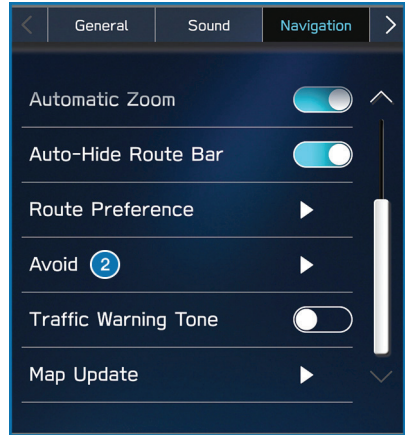 General Sound Navigation
Automatic Zoom
Auto-Hide Route Bar
Route Preference
Avoid 2
Traffic Warning Tone
Map Update